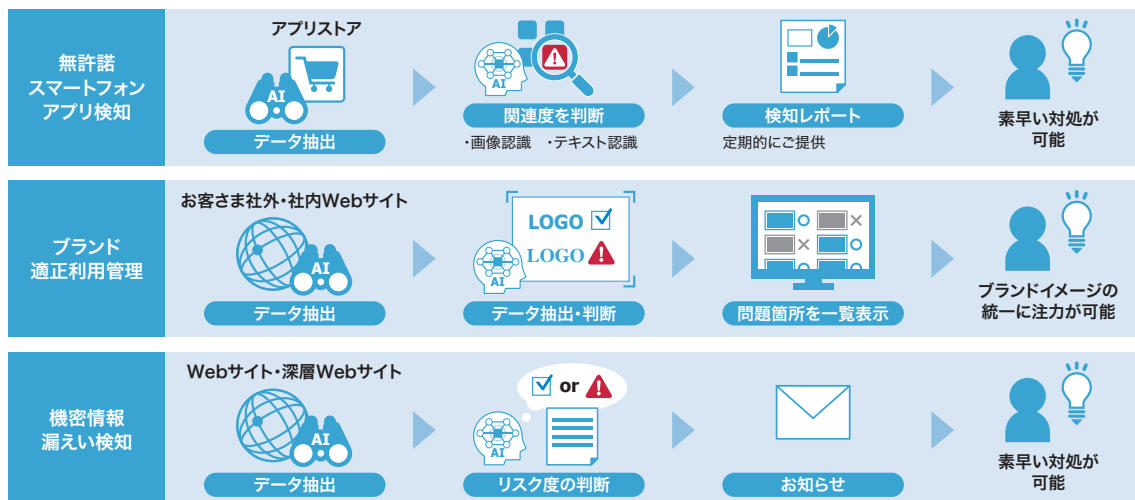 無許諾
スマートフォン
アプリ検知
アプリストア
AI
データ抽出
AI
関連度を判断
・画像認識 ・テキスト認識
検知レポート
定期的にご提供
素早い対処が
可能
ブランド
適正利用管理
お客さま社外・社内Webサイト
AI
データ抽出
LOGO
LOGO
AI
データ抽出・判断
問題箇所を一覧表示
ブランドイメージの
統一に注力が可能
機密情報
漏えい検知
Webサイト・深層Webサイト
AI
データ抽出
or
AI
リスク度の判断
お知らせ
素早い対処が
可能